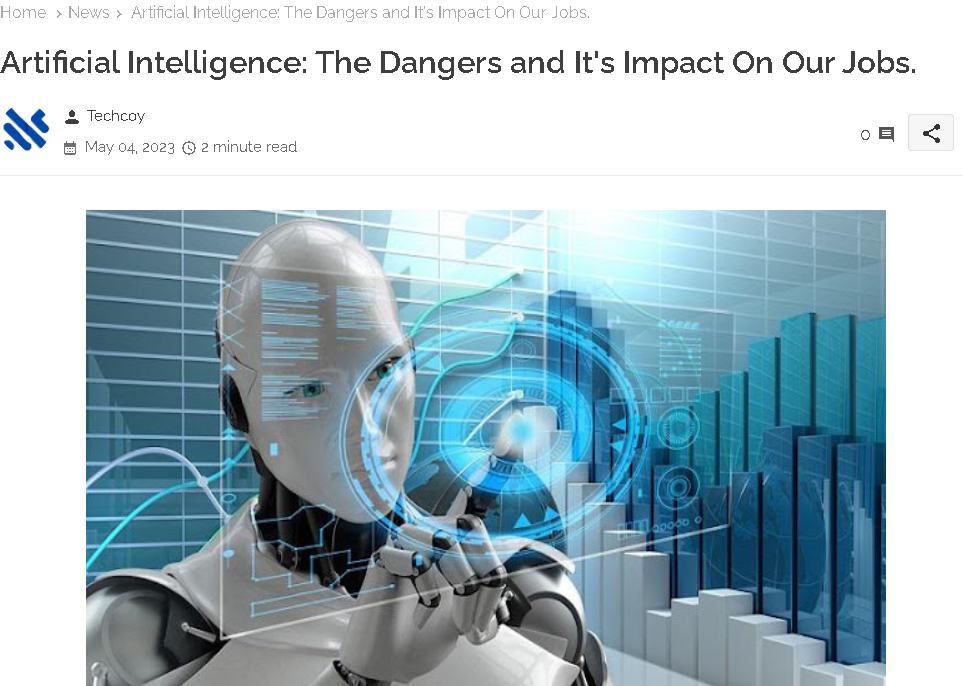 Home > News > Artificial Intelligence: The Dangers and It's Impact On Our Jobs.
Artificial Intelligence: The Dangers and It's Impact On Our Jobs.
Techcoy
May 04, 2023 2 minute read
0